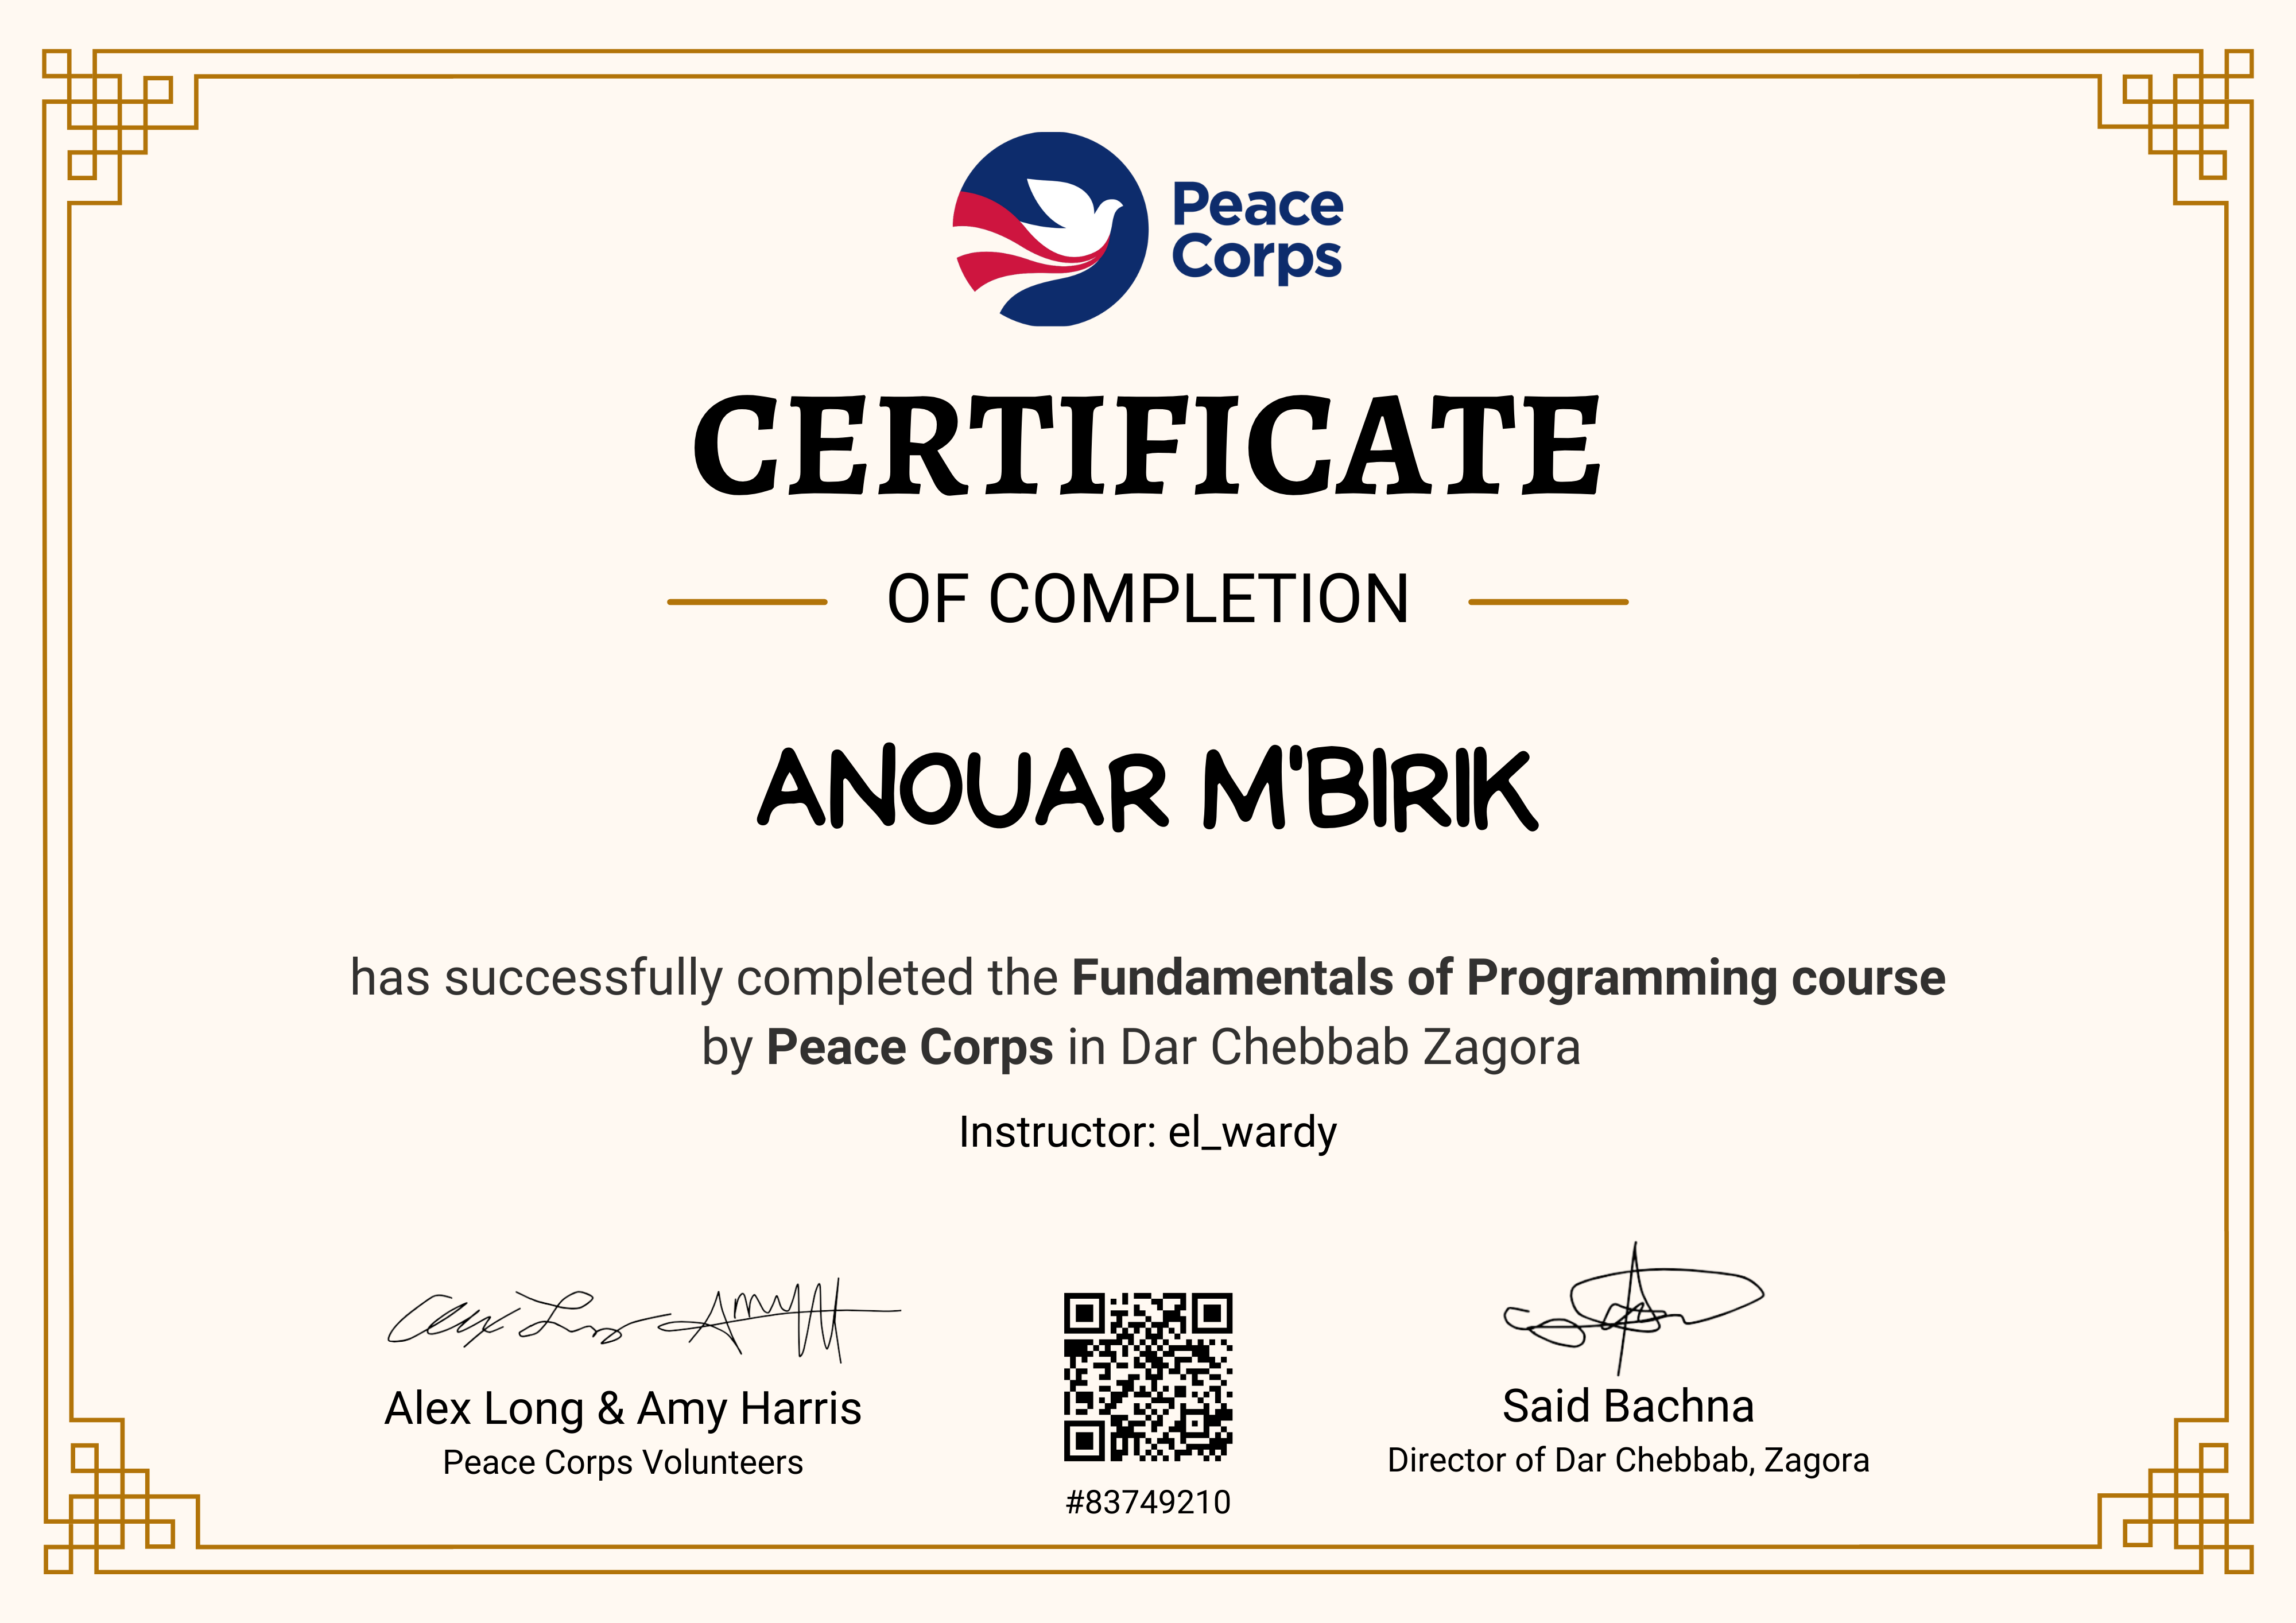 Peace
Corps
CERTIFICATE
OF COMPLETION
ANOUAR M'BIRIK
has successfully completed the Fundamentals of Programming course
by Peace Corps in Dar Chebbab Zagora
Instructor: el_wardy
Alex Long & Amy Harris
Peace Corps Volunteers
#83749210
Said Bachna
Director of Dar Chebbab, Zagora